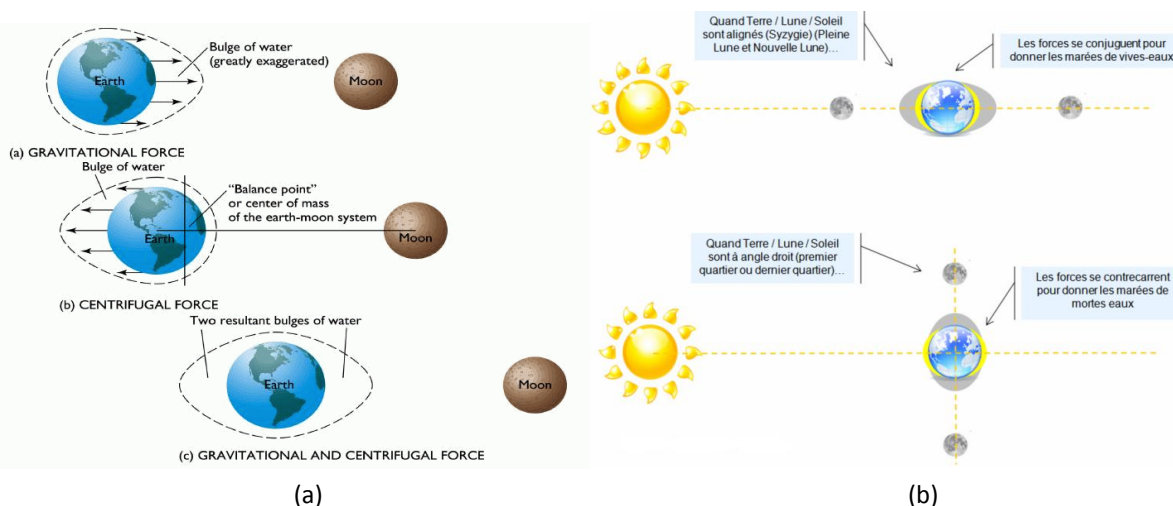 Bulge of water
(greatly exaggerated)
Earth
Moon
(a) GRAVITATIONAL FORCE
Bulge of water
"Balance point"
or center of mass
of the earth-moon system
Earth
Moon
(b) CENTRIFUGAL FORCE
Two resultant bulges of water
Earth
Moon
(c) GRAVITATIONAL AND CENTRIFUGAL FORCE
(a)
Quand Terre / Lune / Soleil
sont alignés (Syzygie) (Pleine
Lune et Nouvelle Lune)…
Les forces se conjuguent pour
donner les marées de vives-eaux
Quand Terre / Lune / Soleil
sont à angle droit (premier
quartier ou dernier quartier)…
Les forces se contrecarrent
pour donner les marées de
mortes eaux
(b)